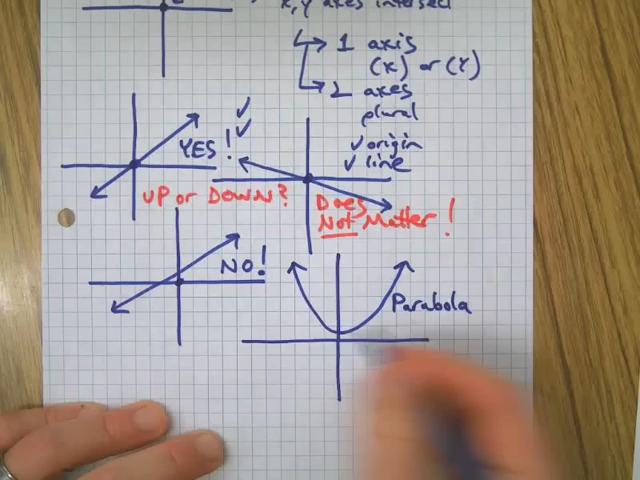 x,y axes intersect
1 axis
(x) or (Y)
2 axes
plural
✓ origin
✓ line
YES! ✓✓
UP or DOWN?
Does
Not Matter!
NO!
Parabola